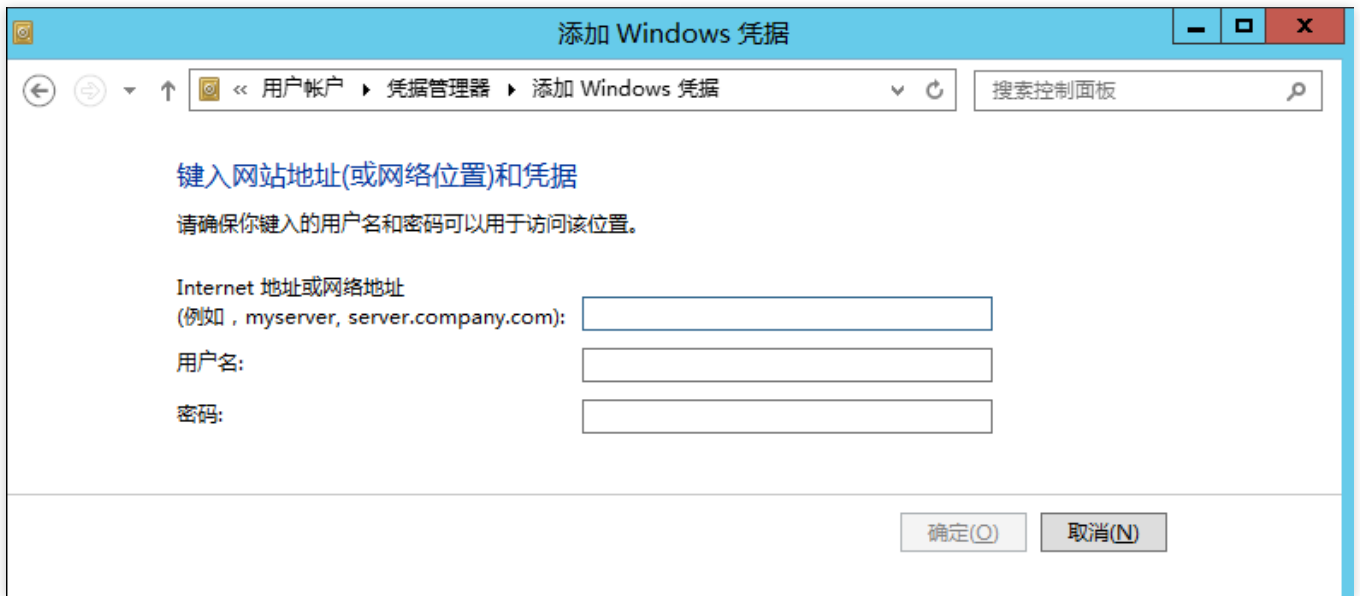 添加 Windows 凭据
« 用户帐户 ▸ 凭据管理器 ▸ 添加 Windows 凭据
搜索控制面板
键入网站地址(或网络位置)和凭据
请确保你键入的用户名和密码可以用于访问该位置。
Internet 地址或网络地址
(例如，myserver, server.company.com):
用户名:
密码:
确定(O)
取消(N)